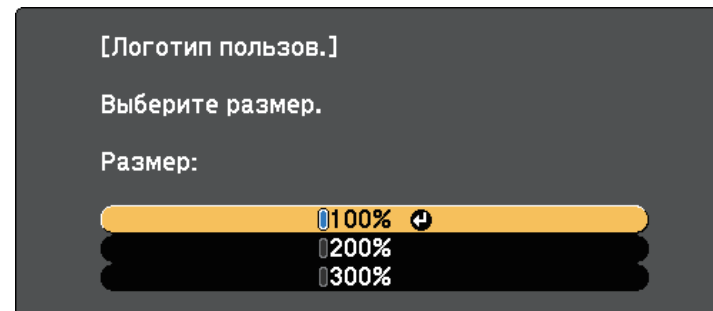 [Логотип пользов.]
Выберите размер.
Размер:
100%
200%
300%